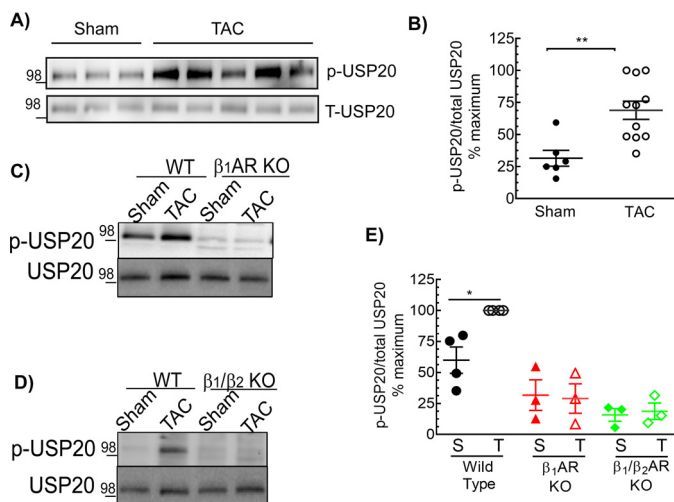 A)
Sham TAC
98 p-USP20
98 T-USP20
B)
**
p-USP20/total USP20
% maximum
125
100
75
50
25
0
Sham TAC
C)
WT β1AR KO
Sham TAC Sham TAC
p-USP20 98
USP20 98
D)
WT β1/β2 KO
Sham TAC Sham TAC
p-USP20 98
USP20 98
E)
*
p-USP20/total USP20
% maximum
125
100
75
50
25
0
S T S T S T
Wild Type
β1AR KO
β1/β2AR KO